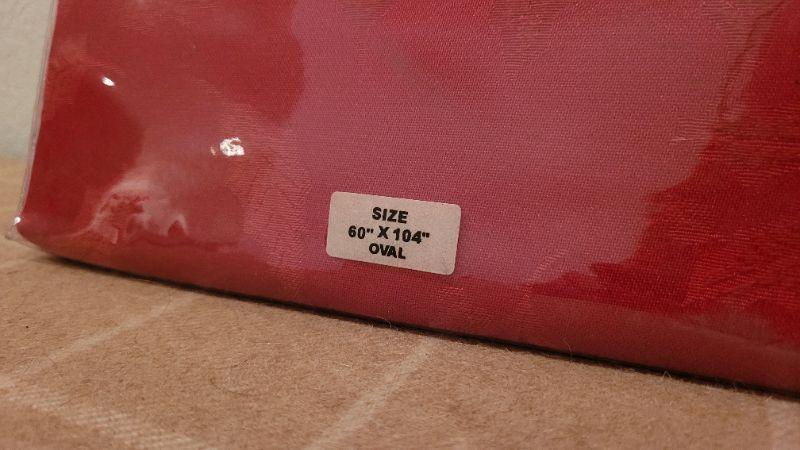 SIZE
60" X 104"
OVAL